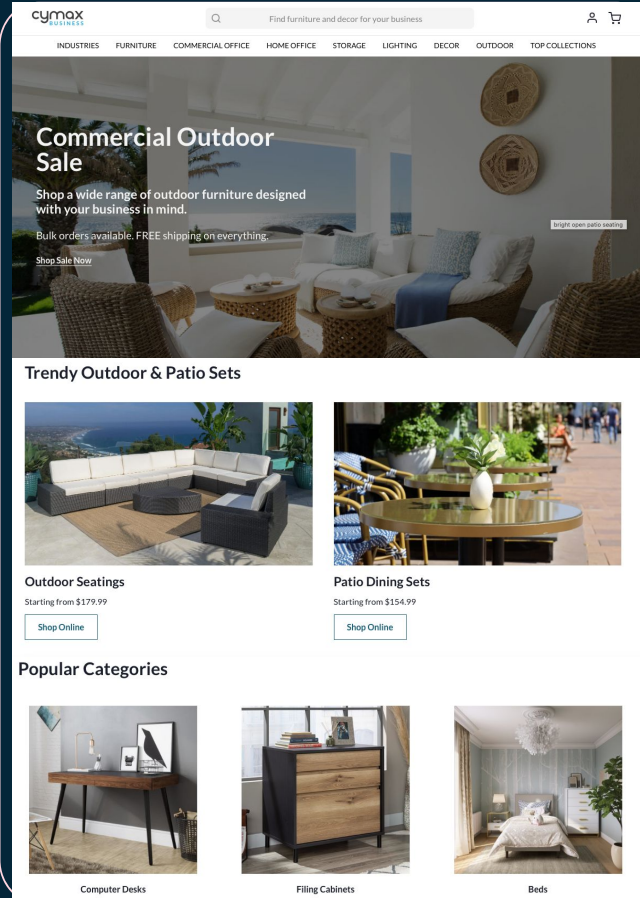 cymax
BUSINESS
Find furniture and decor for your business
INDUSTRIES FURNITURE COMMERCIAL OFFICE HOME OFFICE STORAGE LIGHTING DECOR OUTDOOR TOP COLLECTIONS
Commercial Outdoor
Sale
Shop a wide range of outdoor furniture designed
with your business in mind.
bright open patio seating
Bulk orders available. FREE shipping on everything.
Shop Sale Now
Trendy Outdoor & Patio Sets
Outdoor Seatings
Starting from $179.99
Shop Online
Patio Dining Sets
Starting from $154.99
Shop Online
Popular Categories
Computer Desks
Filing Cabinets
Beds